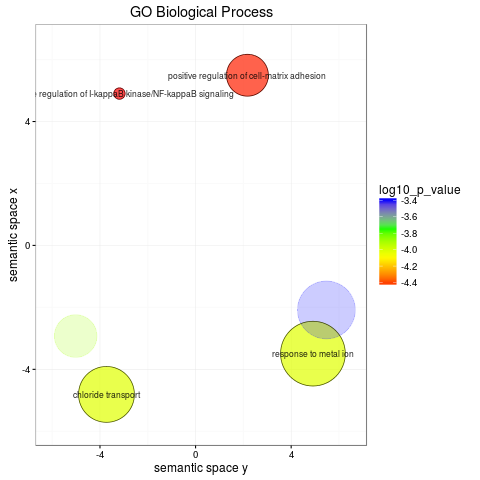 GO Biological Process
positive regulation of cell-matrix adhesion
regulation of I-kappaB kinase/NF-kappaB signaling
response to metal ion
chloride transport
4
0
-4
-4
0
4
semantic space x
semantic space y
log10_p_value
-3.4
-3.6
-3.8
-4.0
-4.2
-4.4